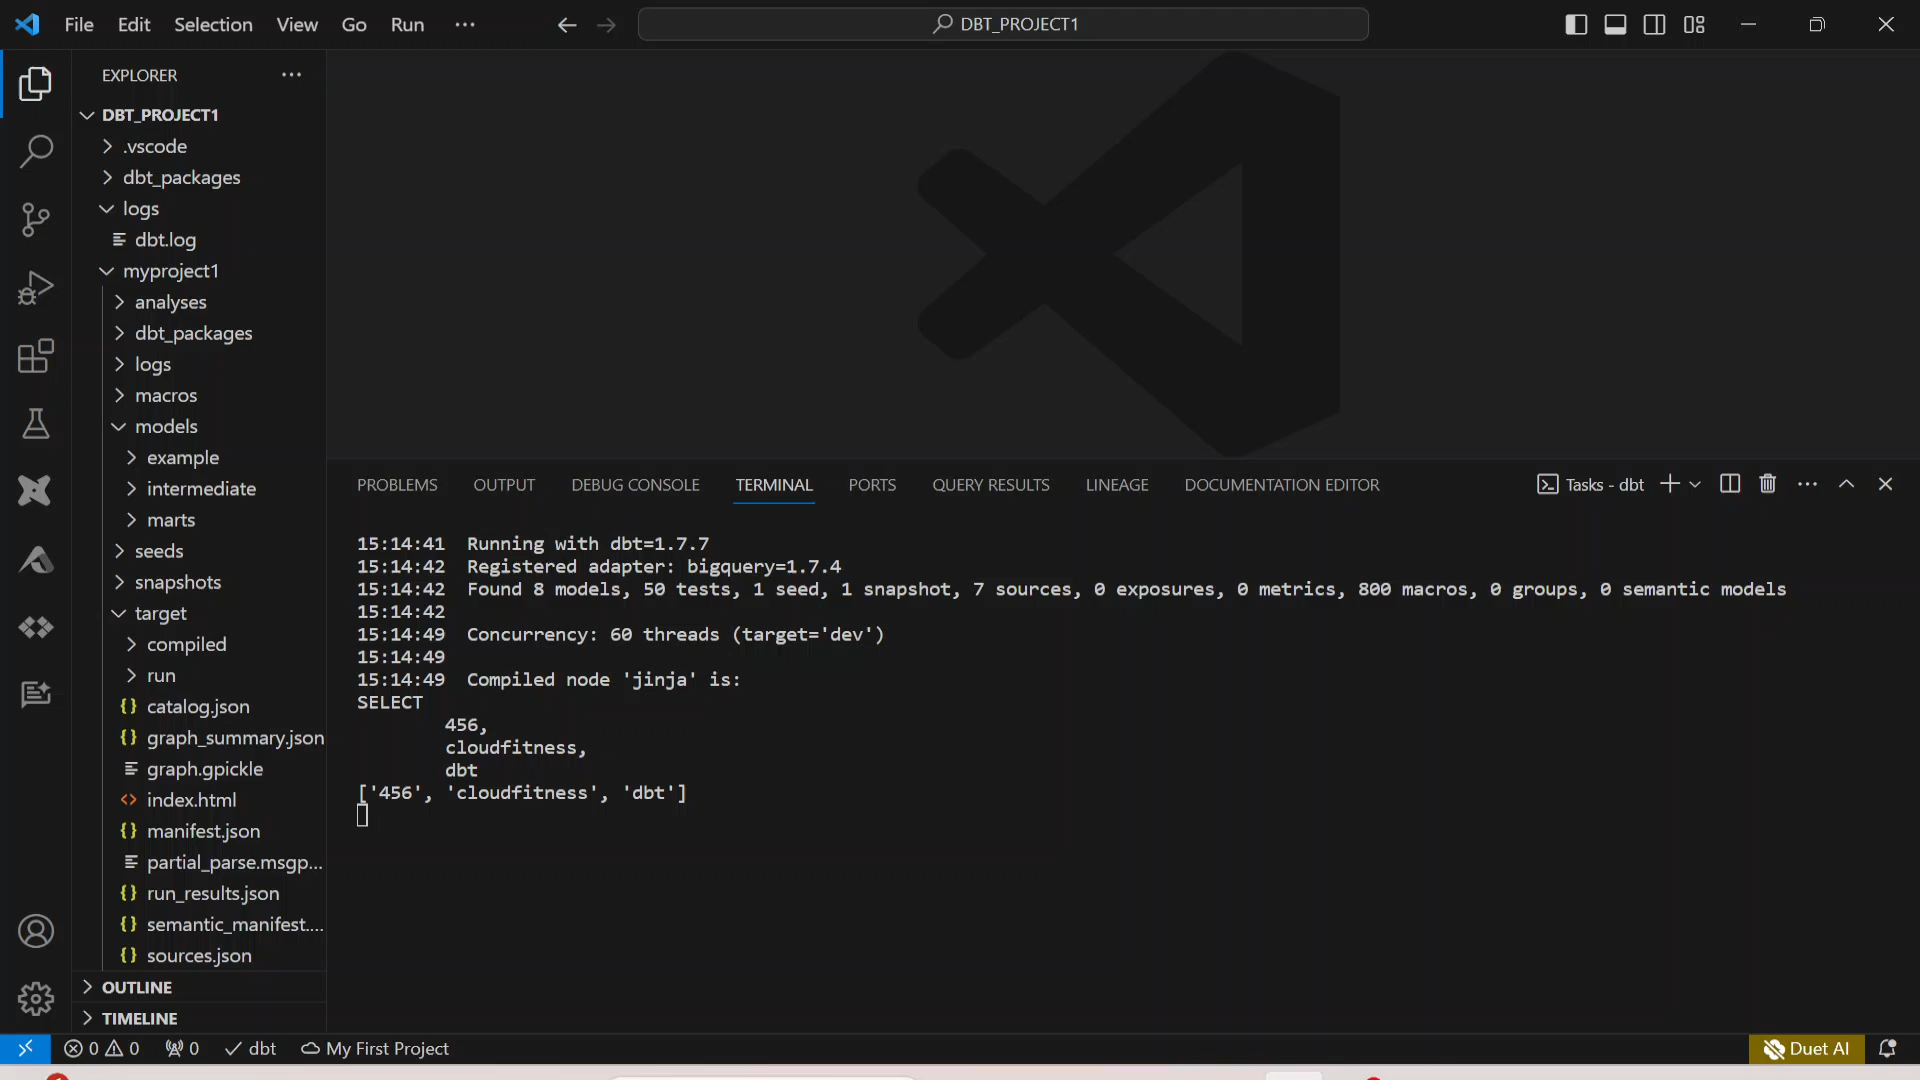 File Edit Selection View Go Run ···
DBT_PROJECT1
EXPLORER
DBT_PROJECT1
.vscode
dbt_packages
logs
dbt.log
myproject1
analyses
dbt_packages
logs
macros
models
example
intermediate
marts
seeds
snapshots
target
compiled
run
catalog.json
graph_summary.json
graph.gpickle
index.html
manifest.json
partial_parse.msgp...
run_results.json
semantic_manifest....
sources.json
OUTLINE
TIMELINE
PROBLEMS OUTPUT DEBUG CONSOLE TERMINAL PORTS QUERY RESULTS LINEAGE DOCUMENTATION EDITOR
Tasks - dbt
15:14:41 Running with dbt=1.7.7
15:14:42 Registered adapter: bigquery=1.7.4
15:14:42 Found 8 models, 50 tests, 1 seed, 1 snapshot, 7 sources, 0 exposures, 0 metrics, 800 macros, 0 groups, 0 semantic models
15:14:42
15:14:49 Concurrency: 60 threads (target='dev')
15:14:49
15:14:49 Compiled node 'jinja' is:
SELECT
456,
cloudfitness,
dbt
['456', 'cloudfitness', 'dbt']
0 0 0 dbt My First Project
Duet AI